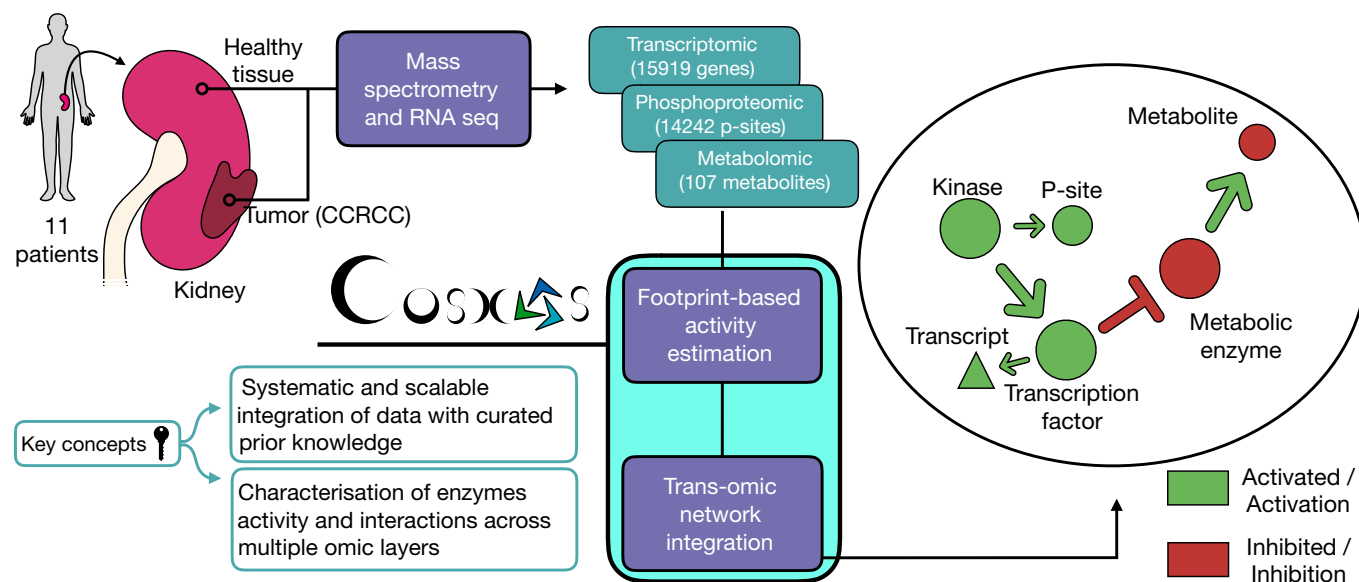 Healthy
tissue
Mass
spectrometry
and RNA seq
Transcriptomic
(15919 genes)
Phosphoproteomic
(14242 p-sites)
Metabolomic
(107 metabolites)
11
patients
Tumor (CCRCC)
Kidney
COSMOS
Footprint-based
activity
estimation
Trans-omic
network
integration
Key concepts
Systematic and scalable
integration of data with curated
prior knowledge
Characterisation of enzymes
activity and interactions across
multiple omic layers
Metabolite
Kinase
P-site
Transcript
Transcription
factor
Metabolic
enzyme
Activated /
Activation
Inhibited /
Inhibition